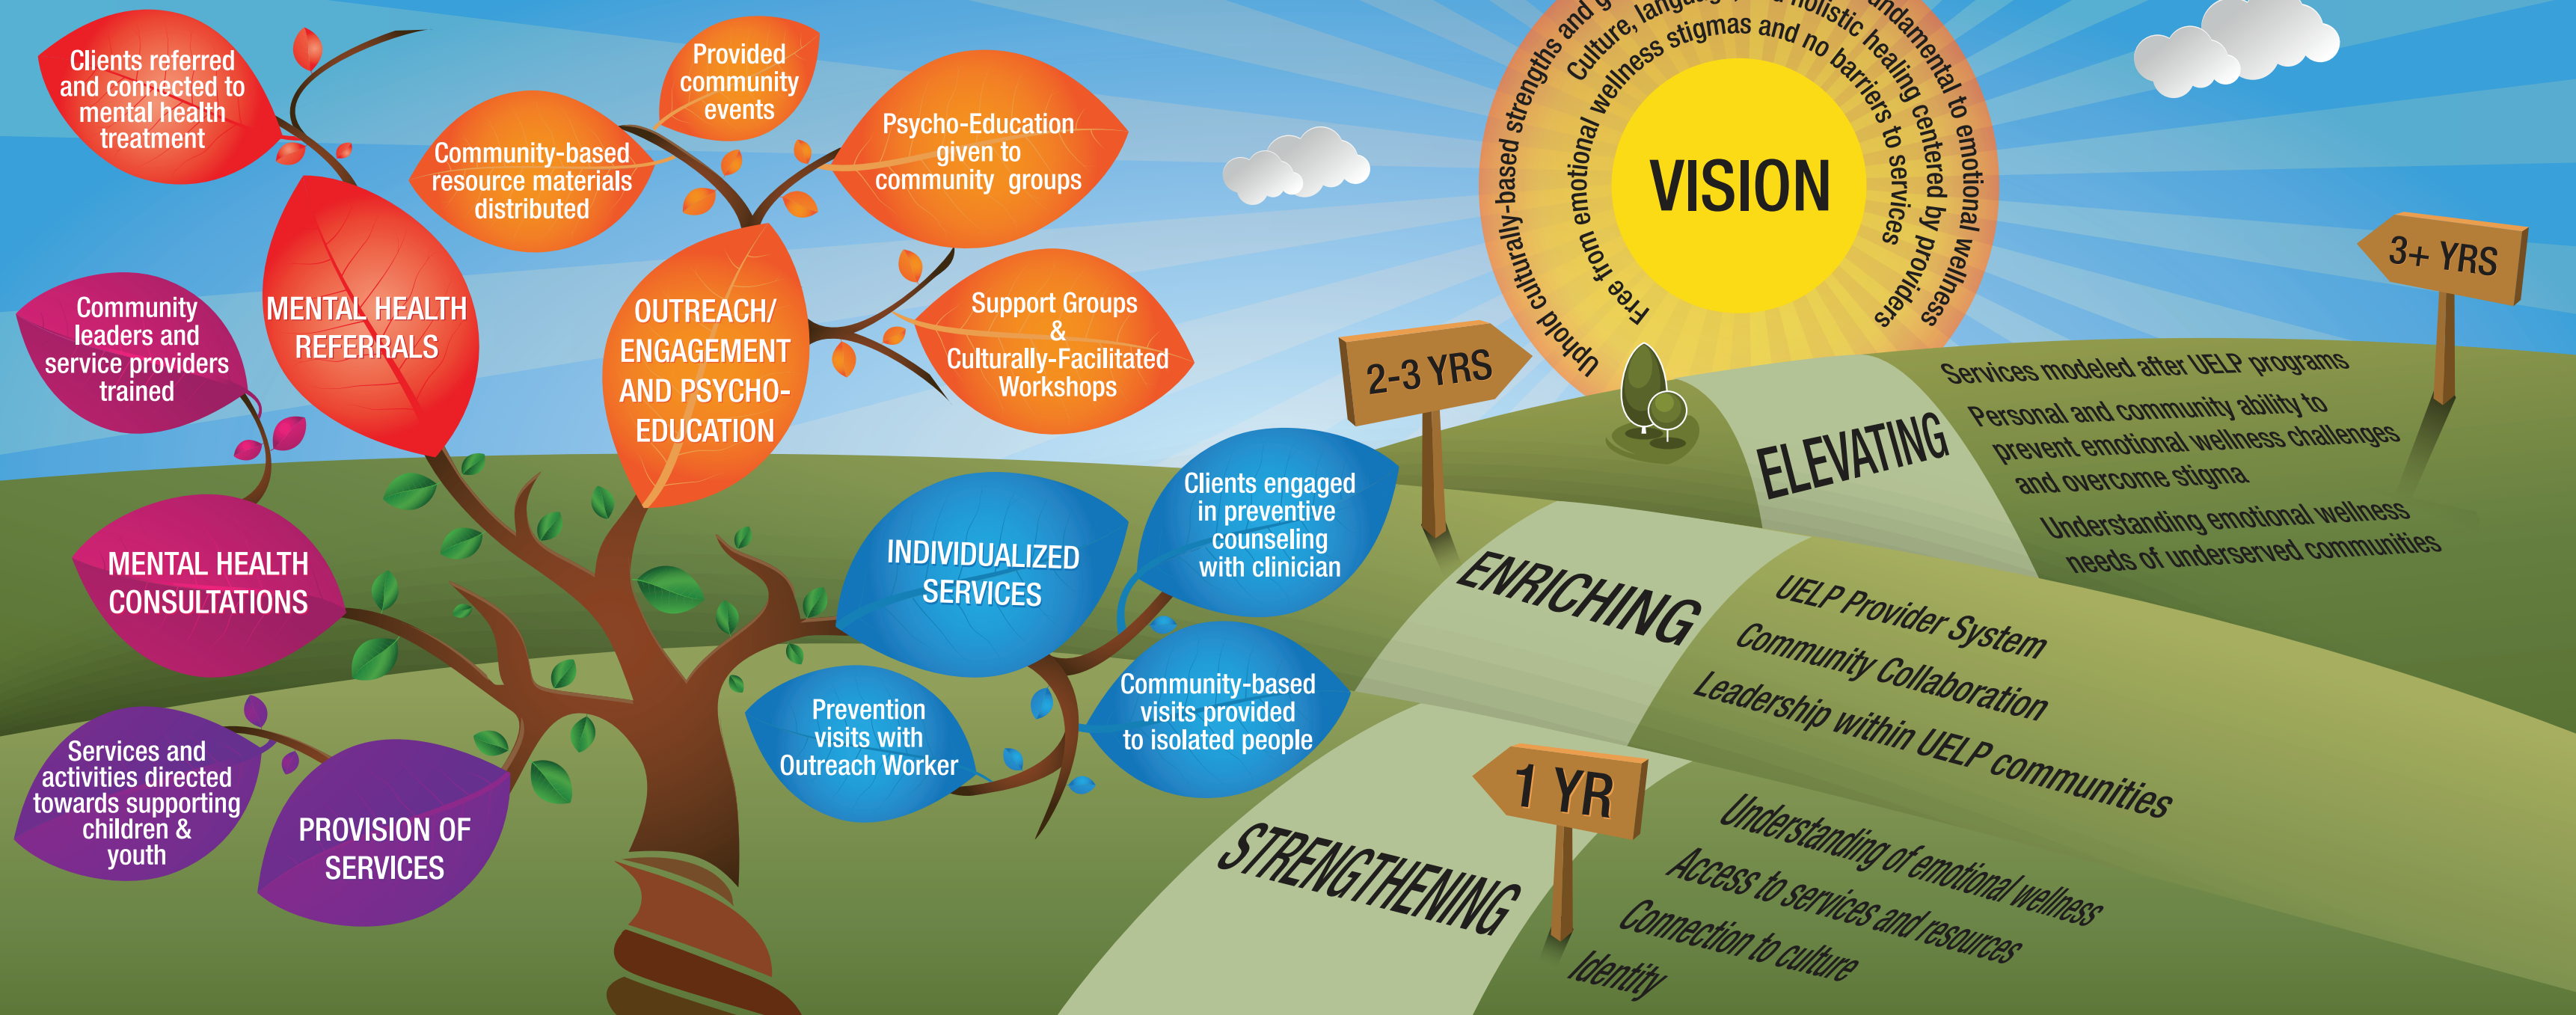 Clients referred
and connected to
mental health
treatment
MENTAL HEALTH
REFERRALS
Community
leaders and
service providers
trained
MENTAL HEALTH
CONSULTATIONS
Services and
activities directed
towards supporting
children &
youth
PROVISION OF
SERVICES
Community-based
resource materials
distributed
Provided
community
events
Psycho-Education
given to
community groups
Support Groups
&
Culturally-Facilitated
Workshops
OUTREACH/
ENGAGEMENT
AND PSYCHO-
EDUCATION
INDIVIDUALIZED
SERVICES
Clients engaged
in preventive
counseling
with clinician
Community-based
visits provided
to isolated people
Prevention
visits with
Outreach Worker
Uphold culturally-based strengths and
fundamental to emotional wellness
Culture,
holistic healing centered by providers
Free from emotional wellness stigmas and no barriers to services
VISION
3+ YRS
ELEVATING
Services modeled after UELP programs
Personal and community ability to
prevent emotional wellness challenges
and overcome stigma
Understanding emotional wellness
needs of underserved communities
2-3 YRS
ENRICHING
UELP Provider System
Community Collaboration
Leadership within UELP communities
1 YR
STRENGTHENING
Understanding of emotional wellness
Access to services and resources
Connection to culture
Identity